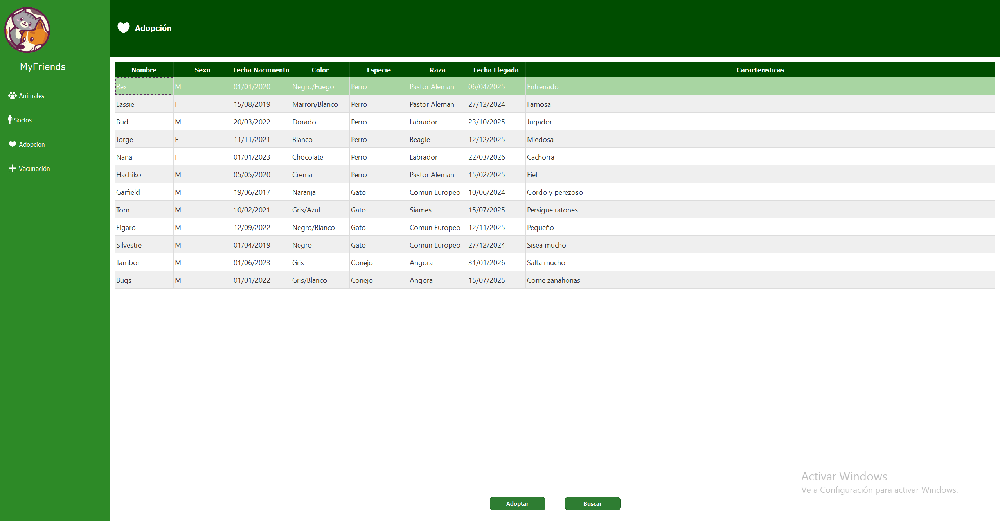 MyFriends
Animales
Socios
Adopción
Vacunación
Adopción
Nombre Sexo Fecha Nacimiento Color Especie Raza Fecha Llegada Características
Rex M 01/01/2020 Negro/Fuego Perro Pastor Aleman 06/04/2025 Entrenado
Lassie F 15/08/2019 Marron/Blanco Perro Pastor Aleman 27/12/2024 Famosa
Bud M 20/03/2022 Dorado Perro Labrador 23/10/2025 Jugador
Jorge F 11/11/2021 Blanco Perro Beagle 12/12/2025 Miedosa
Nana F 01/01/2023 Chocolate Perro Labrador 22/03/2026 Cachorra
Hachiko M 05/05/2020 Crema Perro Pastor Aleman 15/02/2025 Fiel
Garfield M 19/06/2017 Naranja Gato Comun Europeo 10/06/2024 Gordo y perezoso
Tom M 10/02/2021 Gris/Azul Gato Siames 15/07/2025 Persigue ratones
Figaro M 12/09/2022 Negro/Blanco Gato Comun Europeo 12/11/2025 Pequeño
Silvestre M 01/04/2019 Negro Gato Comun Europeo 27/12/2024 Sisea mucho
Tambor M 01/06/2023 Gris Conejo Angora 31/01/2026 Salta mucho
Bugs M 01/01/2022 Gris/Blanco Conejo Angora 15/07/2025 Come zanahorias
Activar Windows
Ve a Configuración para activar Windows.
Adoptar Buscar